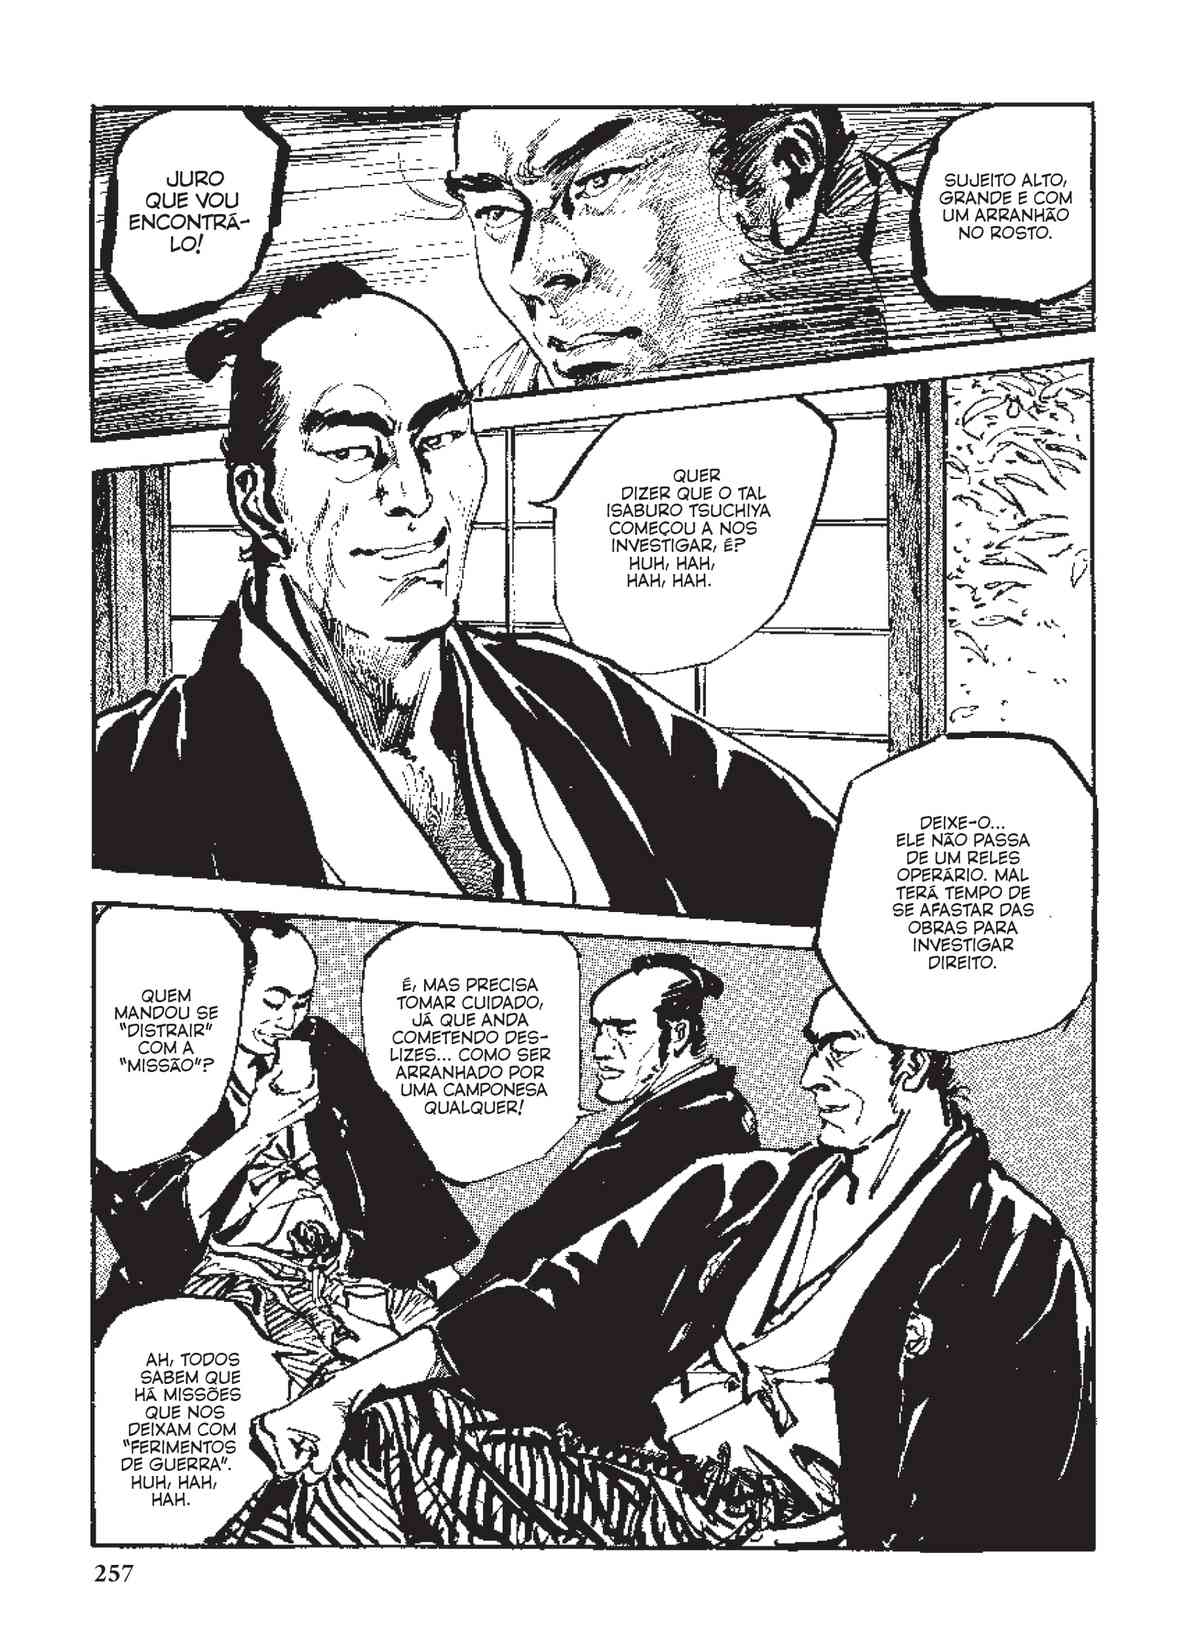 SUJEITO ALTO,
GRANDE E COM
UM ARRANHÃO
NO ROSTO.
JURO
QUE VOU
ENCONTRÁ-
LO!
QUER
DIZER QUE O TAL
ISABURO TSUCHIYA
COMEÇOU A NOS
INVESTIGAR, É?
HUH, HAH,
HAH, HAH.
DEIXE-O...
ELE NÃO PASSA
DE UM RELES
OPERÁRIO. MAL
TERÁ TEMPO DE
SE AFASTAR DAS
OBRAS PARA
INVESTIGAR
DIREITO.
É, MAS PRECISA
TOMAR CUIDADO,
JÁ QUE ANDA
COMETENDO DES-
LIZES... COMO SER
ARRANHADO POR
UMA CAMPONESA
QUALQUER!
QUEM
MANDOU SE
"DISTRAIR"
COM A
"MISSÃO"?
AH, TODOS
SABEM QUE
HÁ MISSÕES
QUE NOS
DEIXAM COM
"FERIMENTOS
DE GUERRA".
HUH, HAH,
HAH.
257